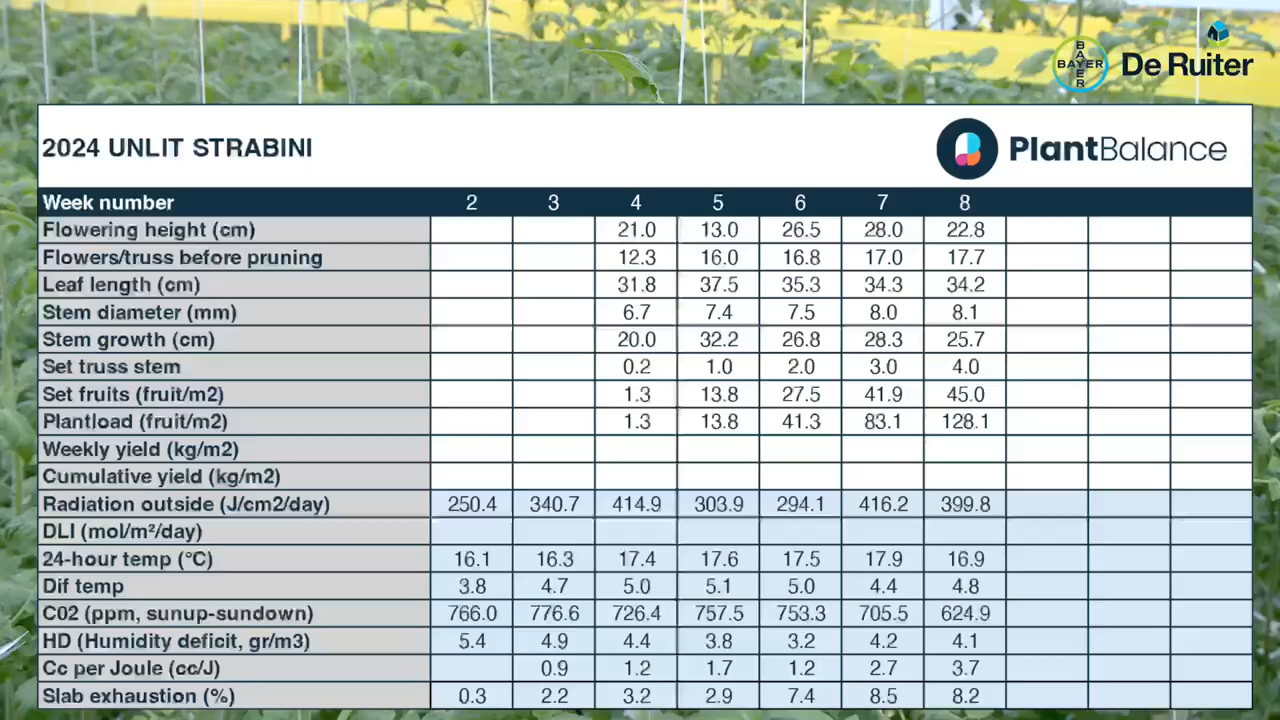 BAYER
BAYER
De Ruiter
2024 UNLIT STRABINI
PlantBalance
Week number 2 3 4 5 6 7 8
Flowering height (cm) 21.0 13.0 26.5 28.0 22.8
Flowers/truss before pruning 12.3 16.0 16.8 17.0 17.7
Leaf length (cm) 31.8 37.5 35.3 34.3 34.2
Stem diameter (mm) 6.7 7.4 7.5 8.0 8.1
Stem growth (cm) 20.0 32.2 26.8 28.3 25.7
Set truss stem 0.2 1.0 2.0 3.0 4.0
Set fruits (fruit/m2) 1.3 13.8 27.5 41.9 45.0
Plantload (fruit/m2) 1.3 13.8 41.3 83.1 128.1
Weekly yield (kg/m2)
Cumulative yield (kg/m2)
Radiation outside (J/cm2/day) 250.4 340.7 414.9 303.9 294.1 416.2 399.8
DLI (mol/m²/day)
24-hour temp (°C) 16.1 16.3 17.4 17.6 17.5 17.9 16.9
Dif temp 3.8 4.7 5.0 5.1 5.0 4.4 4.8
C02 (ppm, sunup-sundown) 766.0 776.6 726.4 757.5 753.3 705.5 624.9
HD (Humidity deficit, gr/m3) 5.4 4.9 4.4 3.8 3.2 4.2 4.1
Cc per Joule (cc/J) 0.9 1.2 1.7 1.2 2.7 3.7
Slab exhaustion (%) 0.3 2.2 3.2 2.9 7.4 8.5 8.2